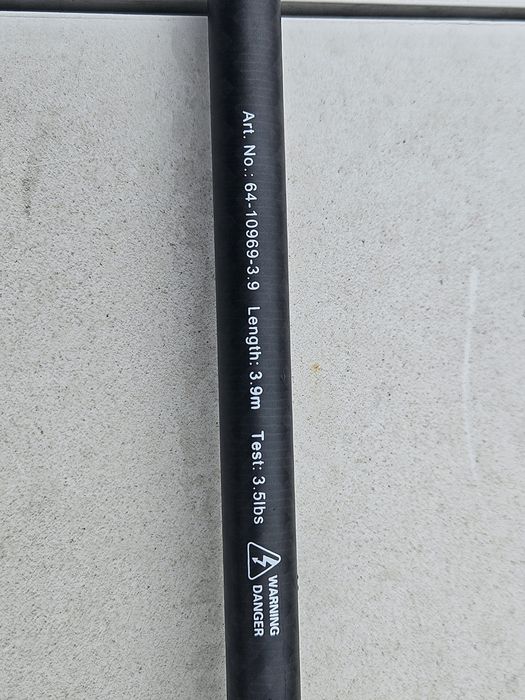 Art. No.: 64-10969-3.9 Length: 3.9m Test: 3.5lbs
WARNING
DANGER